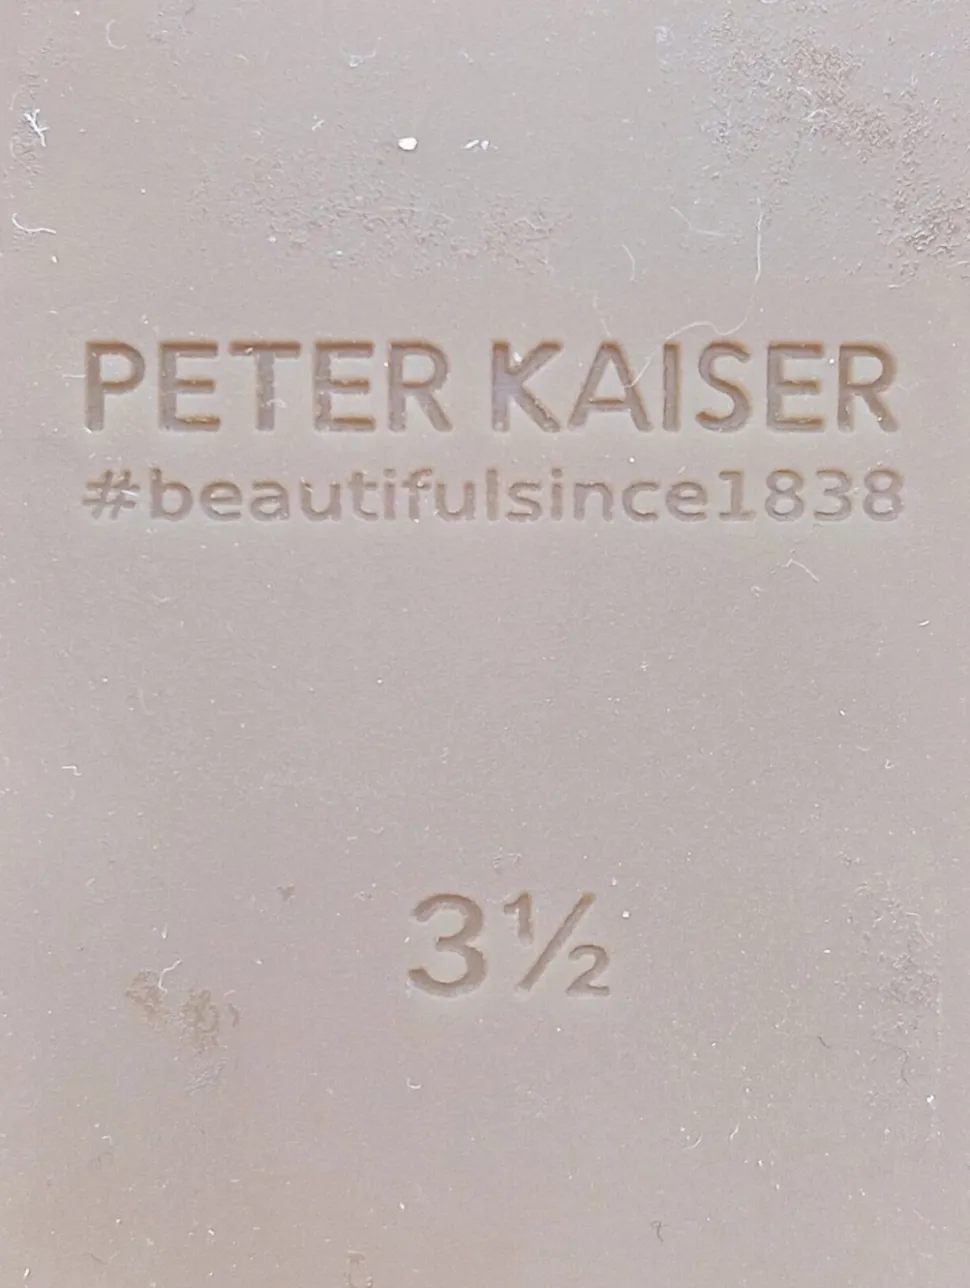 PETER KAISER
#beautifulsince1838
3½